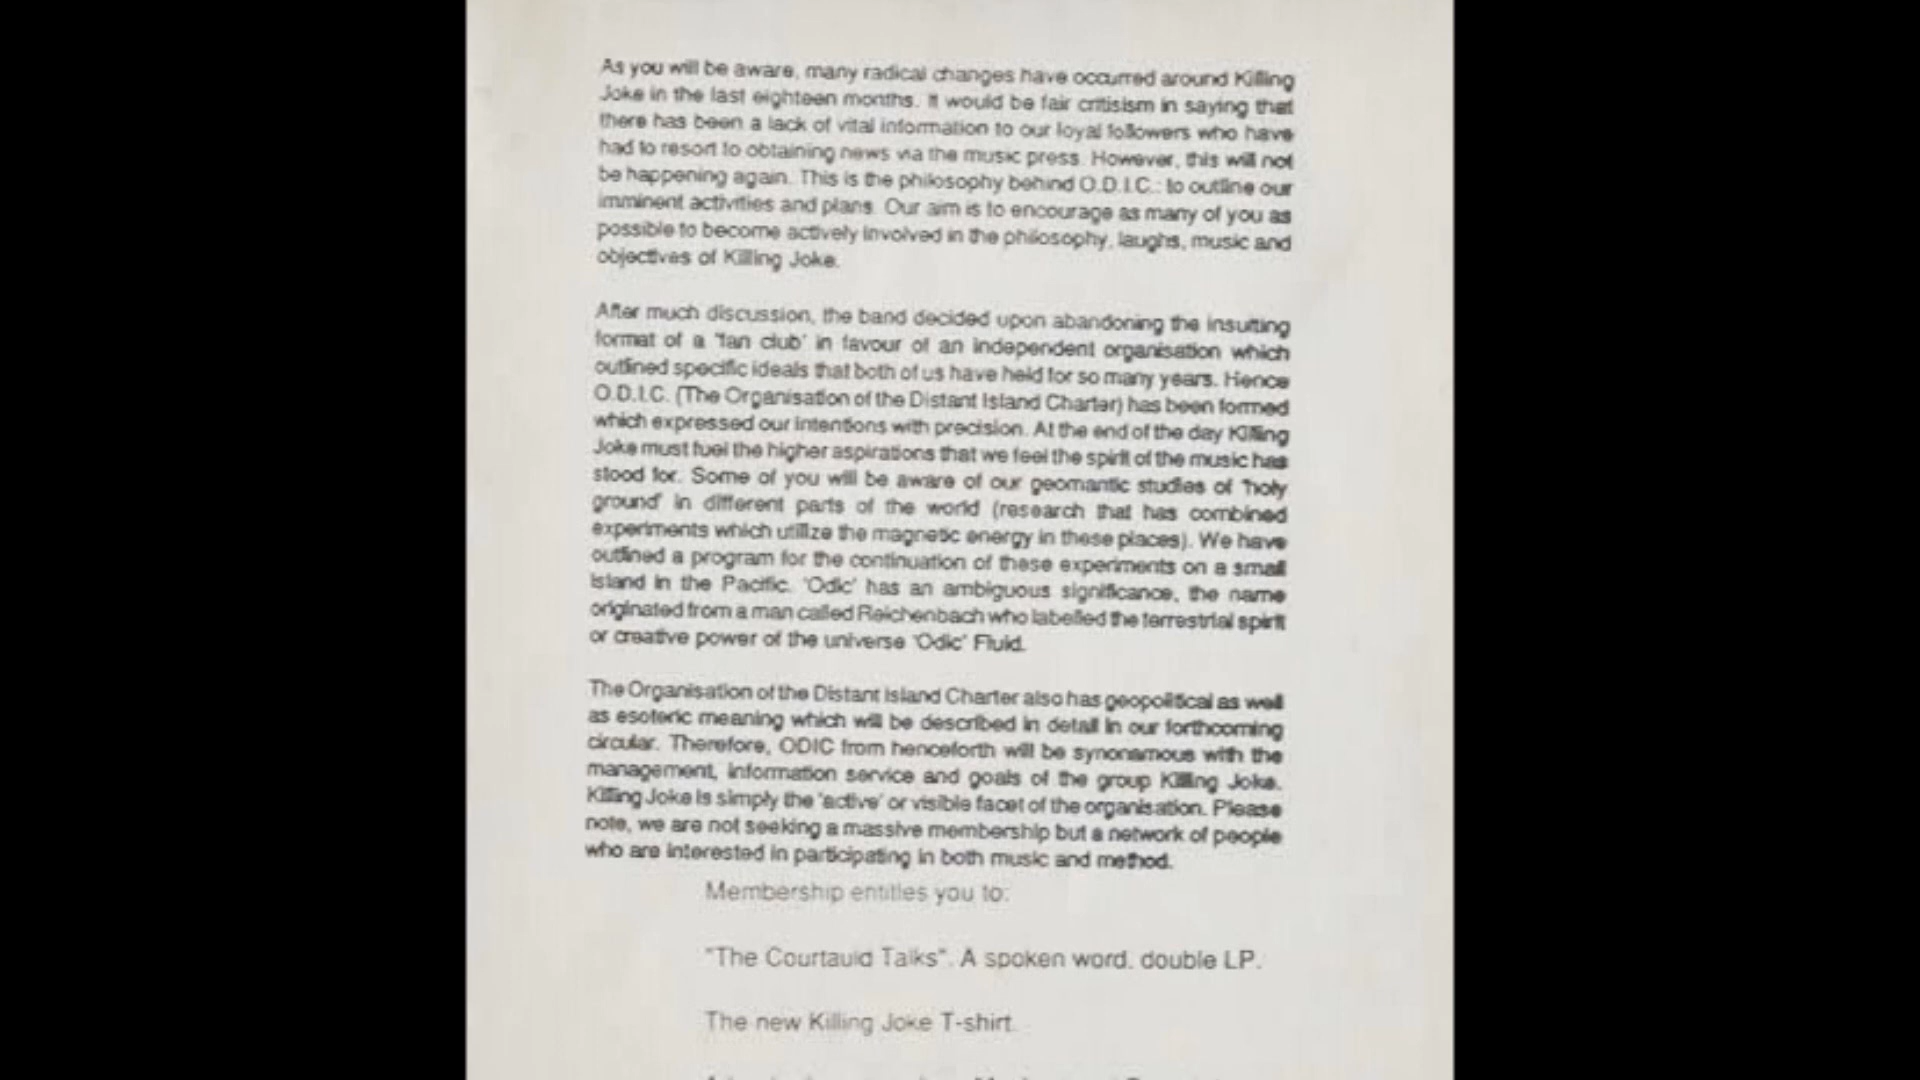 As you will be aware, many radical changes have occurred around Killing
Joke in the last eighteen months. It would be fair critisism in saying that
there has been a lack of vital information to our loyal followers who have
had to resort to obtaining news via the music press. However, this will not
be happening again. This is the philosophy behind O.D.I.C.: to outline our
imminent activities and plans. Our aim is to encourage as many of you as
possible to become actively involved in the philosophy, laughs, music and
objectives of Killing Joke.
After much discussion, the band decided upon abandoning the insulting
format of a 'fan club' in favour of an independent organisation which
outlined specific ideals that both of us have held for so many years. Hence
O.D.I.C. (The Organisation of the Distant Island Charter) has been formed
which expressed our intentions with precision. At the end of the day Killing
Joke must fuel the higher aspirations that we feel the spirit of the music has
stood for. Some of you will be aware of our geomantic studies of 'holy
ground' in different parts of the world (research that has combined
experiments which utilize the magnetic energy in these places). We have
outlined a program for the continuation of these experiments on a small
island in the Pacific. 'Odic' has an ambiguous significance, the name
originated from a man called Reichenbach who labelled the terrestrial spirit
or creative power of the universe 'Odic' Fluid.
The Organisation of the Distant Island Charter also has geopolitical as well
as esoteric meaning which will be described in detail in our forthcoming
circular. Therefore, ODIC from henceforth will be synonamous with the
management, information service and goals of the group Killing Joke.
Killing Joke is simply the 'active' or visible facet of the organisation. Please
note, we are not seeking a massive membership but a network of people
who are interested in participating in both music and method.
Membership entitles you to:
"The Courtauld Talks". A spoken word, double LP.
The new Killing Joke T-shirt.